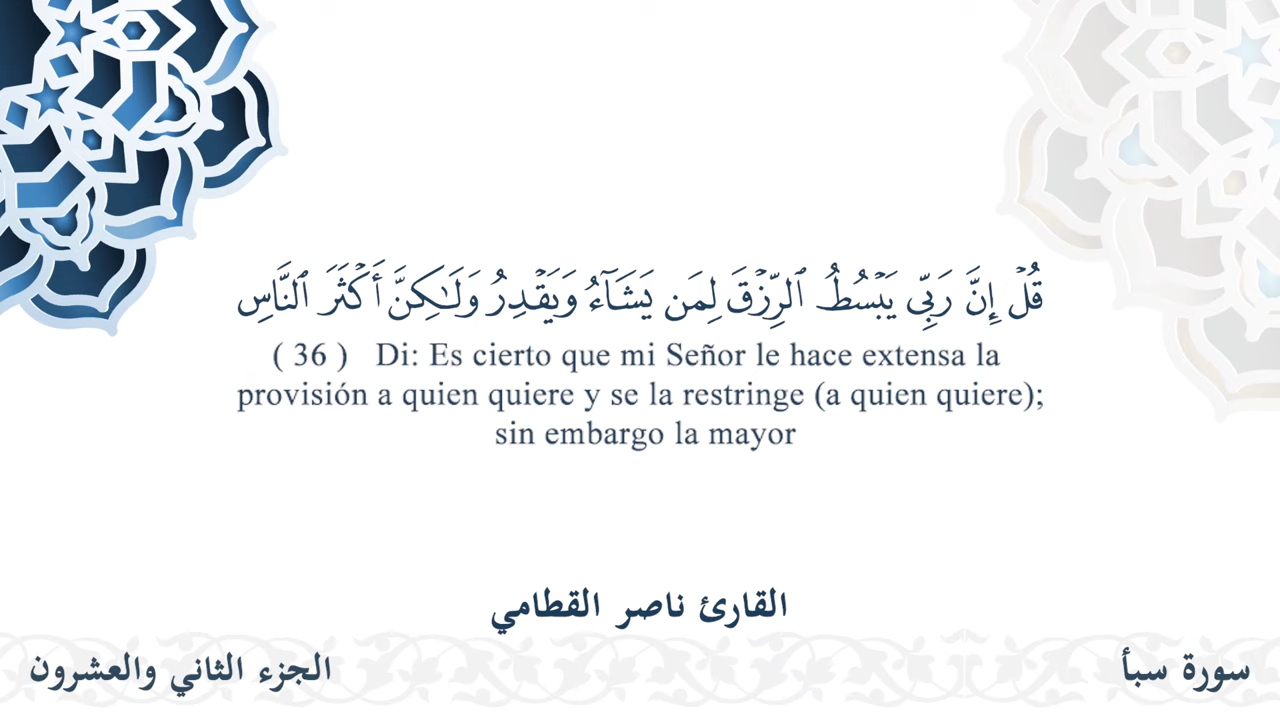 قُلۡ إِنَّ رَبِّي يَبۡسُطُ ٱلرِّزۡقَ لِمَن يَشَآءُ وَيَقۡدِرُ وَلَـٰكِنَّ أَكۡثَرَ ٱلنَّاسِ
( 36 ) Di: Es cierto que mi Señor le hace extensa la
provisión a quien quiere y se la restringe (a quien quiere);
sin embargo la mayor
القارئ ناصر القطامي
سورة سبأ
الجزء الثاني والعشرون